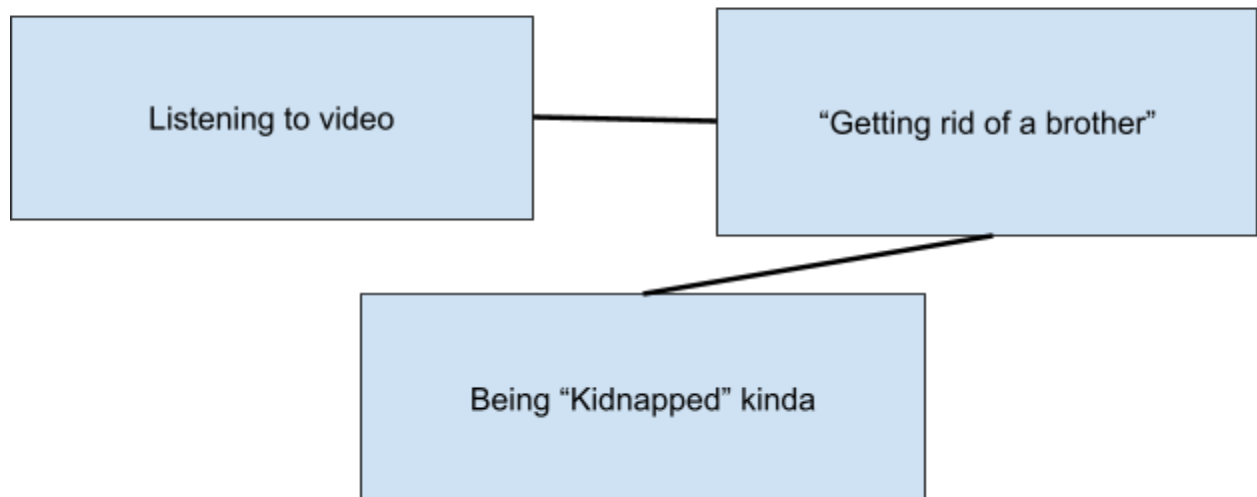 Listening to video
“Getting rid of a brother”
Being “Kidnapped” kinda